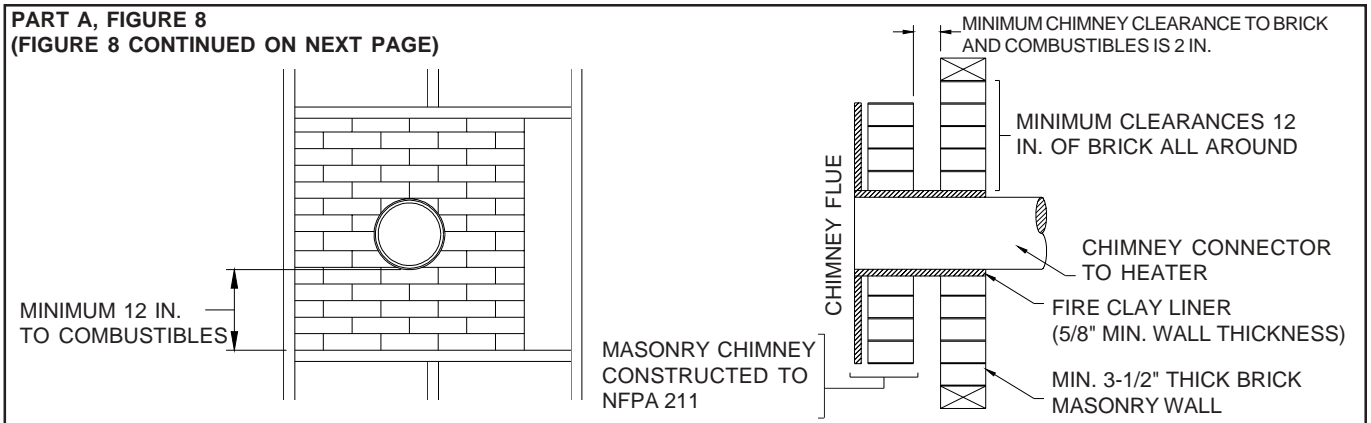 PART A, FIGURE 8
(FIGURE 8 CONTINUED ON NEXT PAGE)
MINIMUM 12 IN.
TO COMBUSTIBLES
MINIMUM CHIMNEY CLEARANCE TO BRICK
AND COMBUSTIBLES IS 2 IN.
MINIMUM CLEARANCES 12
IN. OF BRICK ALL AROUND
CHIMNEY FLUE
CHIMNEY CONNECTOR
TO HEATER
FIRE CLAY LINER
(5/8" MIN. WALL THICKNESS)
MASONRY CHIMNEY
CONSTRUCTED TO
NFPA 211
MIN. 3-1/2" THICK BRICK
MASONRY WALL